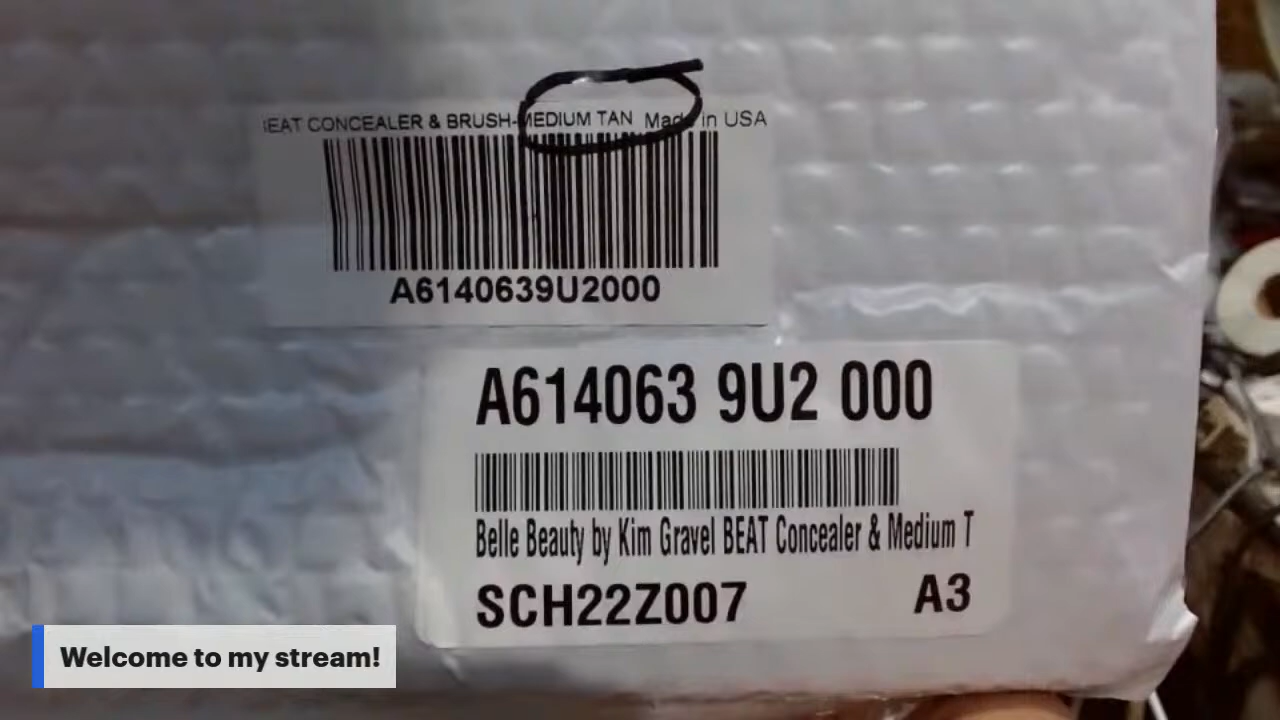 BEAT CONCEALER & BRUSH-MEDIUM TAN Made in USA
A6140639U2000
A614063 9U2 000
Belle Beauty by Kim Gravel BEAT Concealer & Medium T
SCH22Z007 A3
Welcome to my stream!